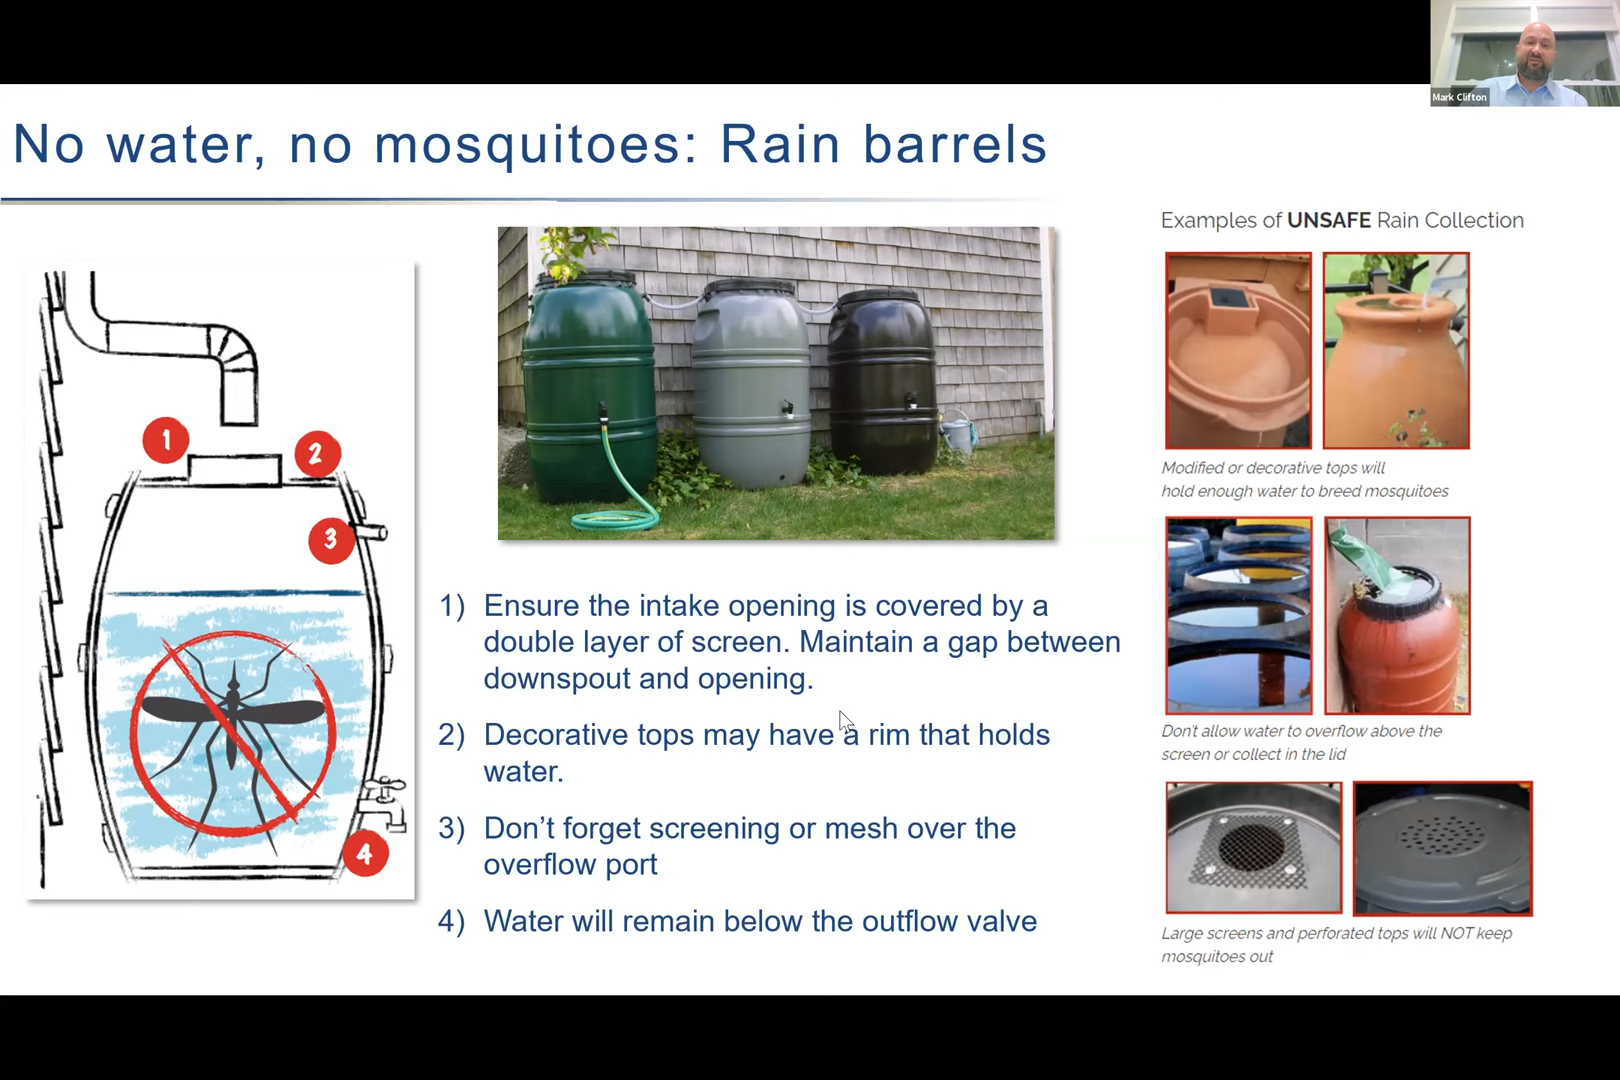 Mark Clifton
No water, no mosquitoes: Rain barrels
1
2
3
4
1) Ensure the intake opening is covered by a
double layer of screen. Maintain a gap between
downspout and opening.
2) Decorative tops may have a rim that holds
water.
3) Don’t forget screening or mesh over the
overflow port
4) Water will remain below the outflow valve
Examples of UNSAFE Rain Collection
Modified or decorative tops will
hold enough water to breed mosquitoes
Don't allow water to overflow above the
screen or collect in the lid
Large screens and perforated tops will NOT keep
mosquitoes out